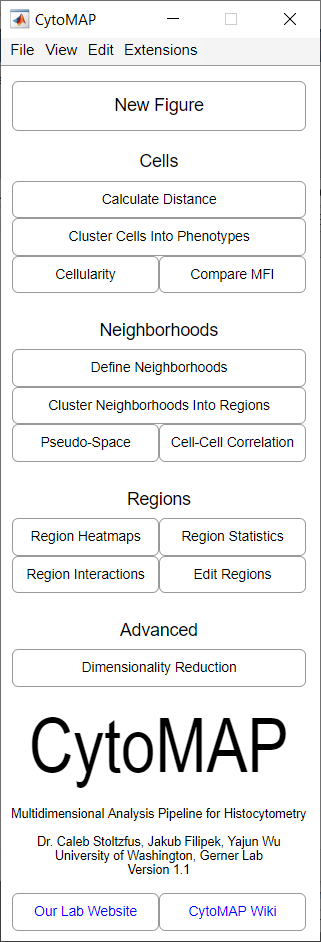 CytoMAP
File View Edit Extensions
New Figure
Cells
Calculate Distance
Cluster Cells Into Phenotypes
Cellularity Compare MFI
Neighborhoods
Define Neighborhoods
Cluster Neighborhoods Into Regions
Pseudo-Space Cell-Cell Correlation
Regions
Region Heatmaps Region Statistics
Region Interactions Edit Regions
Advanced
Dimensionality Reduction
CytoMAP
Multidimensional Analysis Pipeline for Histocytometry
Dr. Caleb Stoltzfus, Jakub Filipek, Yajun Wu
University of Washington, Gerner Lab
Version 1.1
Our Lab Website CytoMAP Wiki